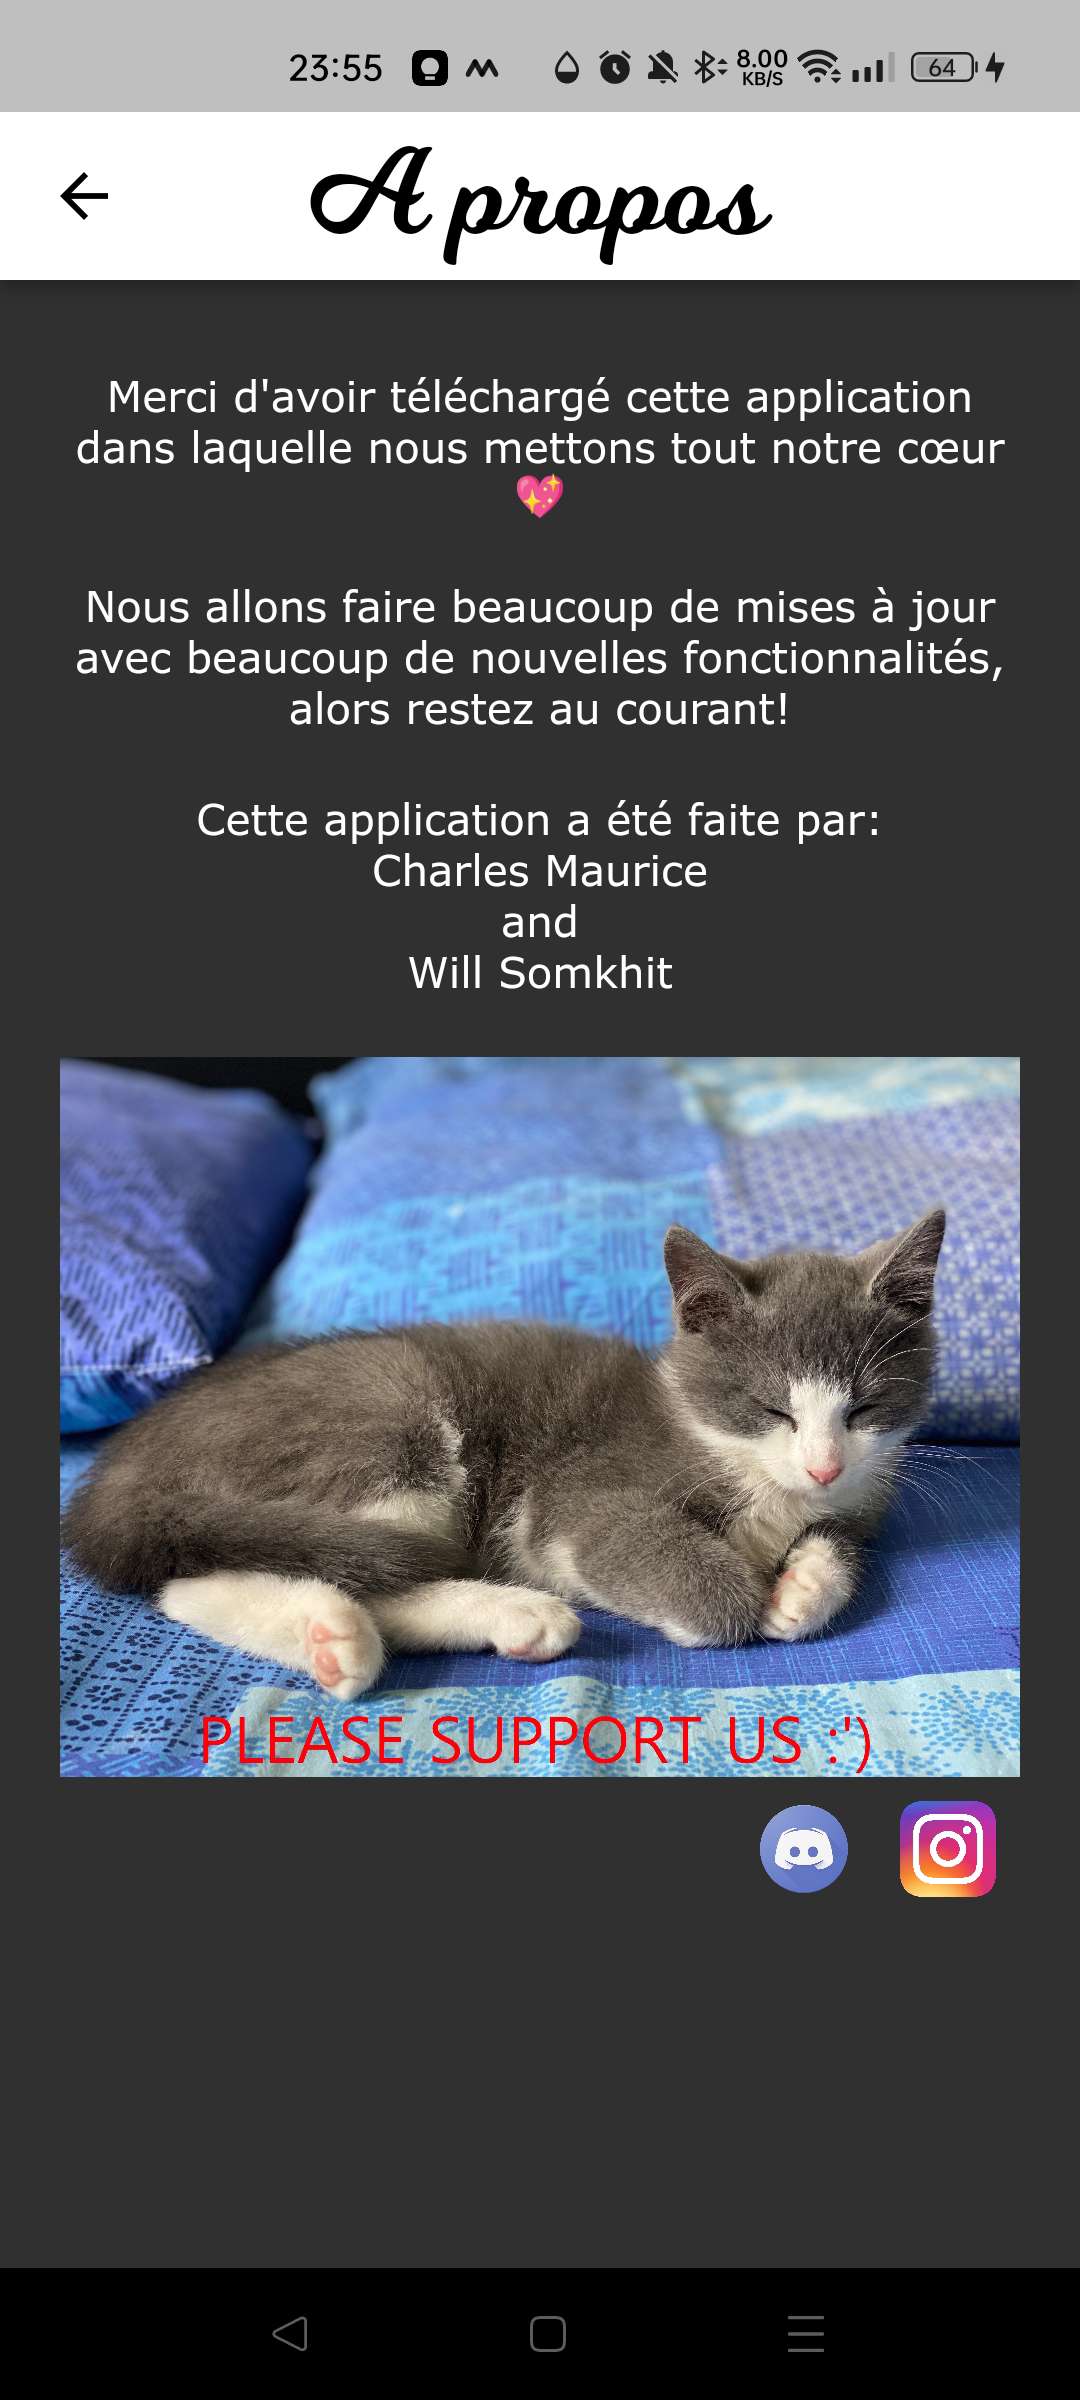 23:55
8.00
KB/S
64
A propos
Merci d'avoir téléchargé cette application
dans laquelle nous mettons tout notre cœur
💖
Nous allons faire beaucoup de mises à jour
avec beaucoup de nouvelles fonctionnalités,
alors restez au courant!
Cette application a été faite par:
Charles Maurice
and
Will Somkhit
PLEASE SUPPORT US :')